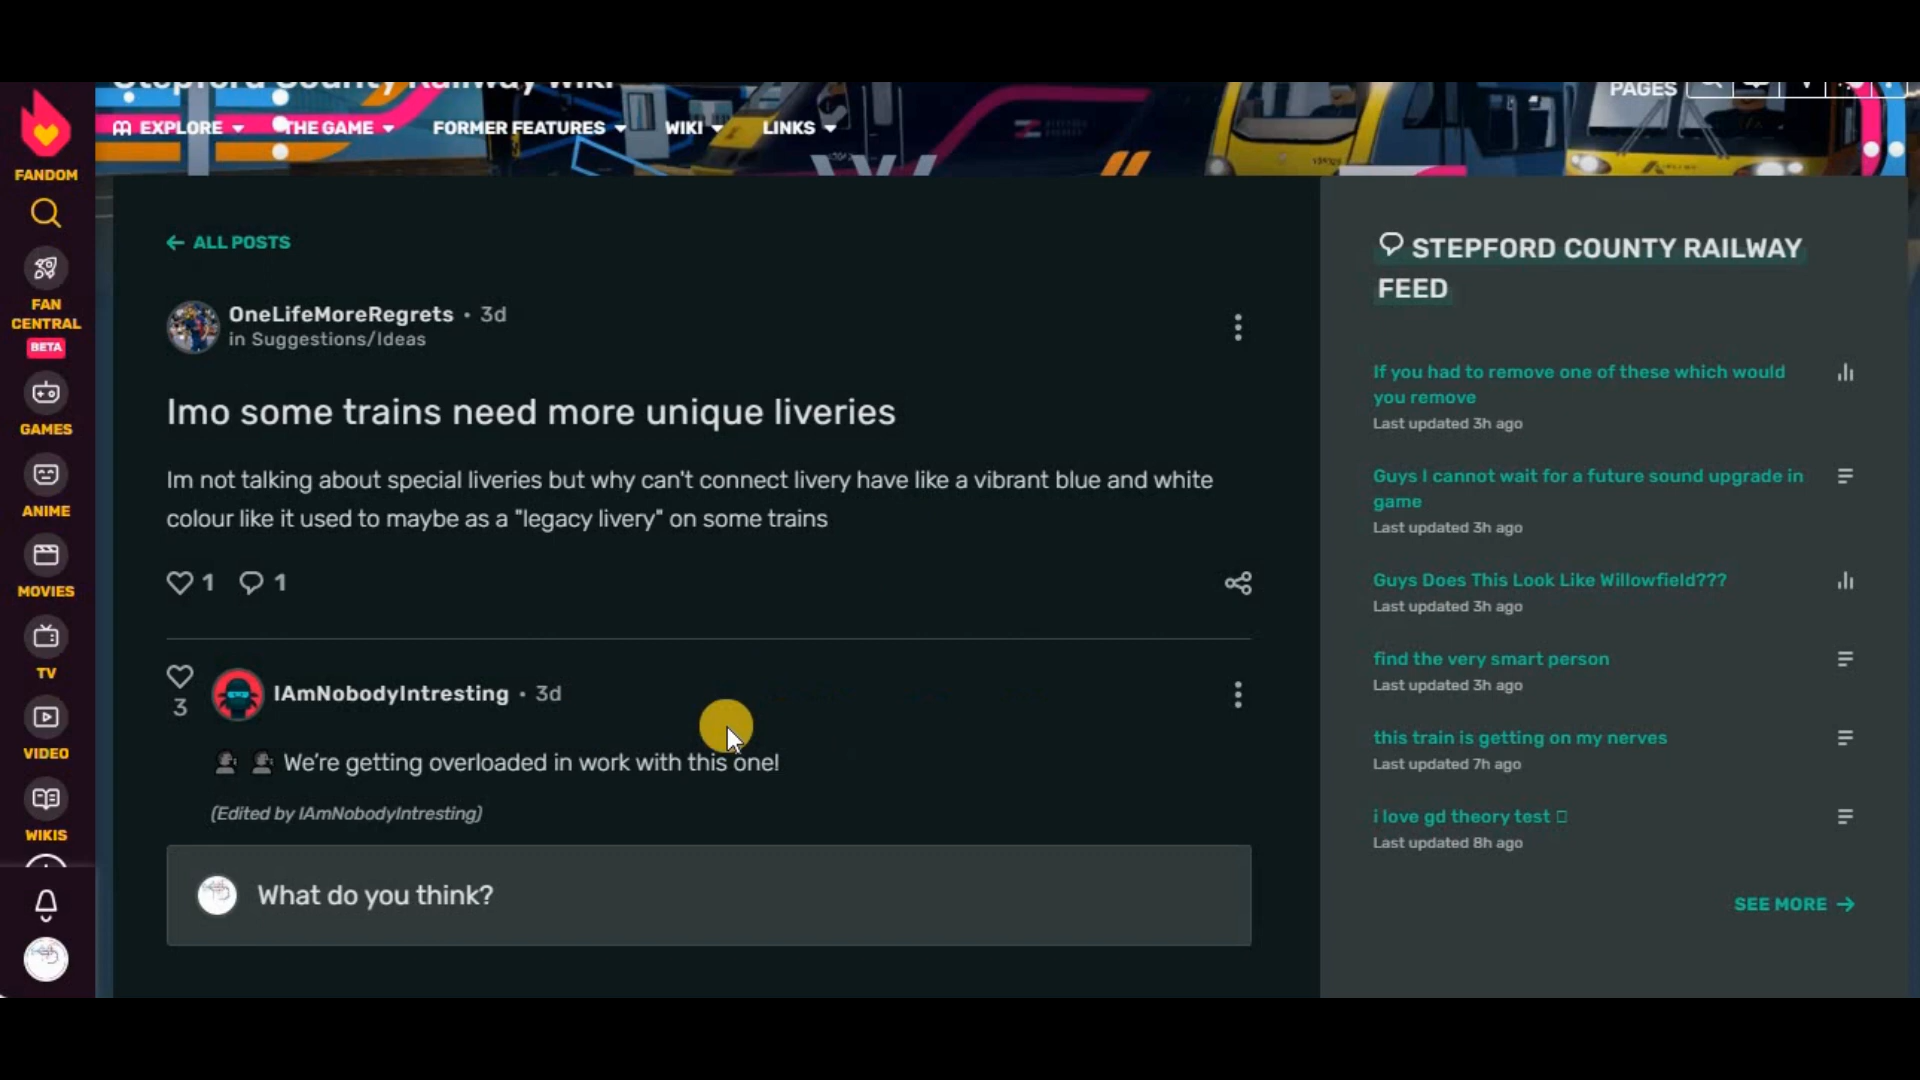 Stepford County Railway Wiki
PAGES
EXPLORE
THE GAME
FORMER FEATURES
WIKI
LINKS
FANDOM
FAN
CENTRAL
BETA
GAMES
ANIME
MOVIES
TV
VIDEO
WIKIS
ALL POSTS
OneLifeMoreRegrets • 3d
in Suggestions/Ideas
Imo some trains need more unique liveries
Im not talking about special liveries but why can't connect livery have like a vibrant blue and white
colour like it used to maybe as a "legacy livery" on some trains
1
1
3
IAmNobodyIntresting • 3d
We're getting overloaded in work with this one!
(Edited by IAmNobodyIntresting)
What do you think?
STEPFORD COUNTY RAILWAY
FEED
If you had to remove one of these which would
you remove
Last updated 3h ago
Guys I cannot wait for a future sound upgrade in
game
Last updated 3h ago
Guys Does This Look Like Willowfield???
Last updated 3h ago
find the very smart person
Last updated 3h ago
this train is getting on my nerves
Last updated 7h ago
i love gd theory test
Last updated 8h ago
SEE MORE